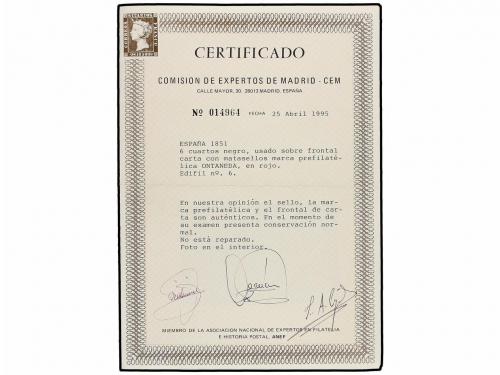 CERTIFICADO
COMISION DE EXPERTOS DE MADRID - CEM
CALLE MAYOR, 20. 28013 MADRID. ESPAÑA
Nº 014964 FECHA 25 Abril 1995
ESPAÑA 1851
6 cuartos negro, usado sobre frontal
carta con matasellos marca prefilaté-
lica ONTANEDA, en rojo.
Edifil nº. 6.
En nuestra opinión el sello, la mar-
ca prefilatélica y el frontal de car-
ta son auténticos. En el momento de
su examen presenta conservación nor-
mal.
No está reparado.
Foto en el interior.
MIEMBRO DE LA ASOCIACION NACIONAL DE EXPERTOS EN FILATELIA
E HISTORIA POSTAL, ANEF